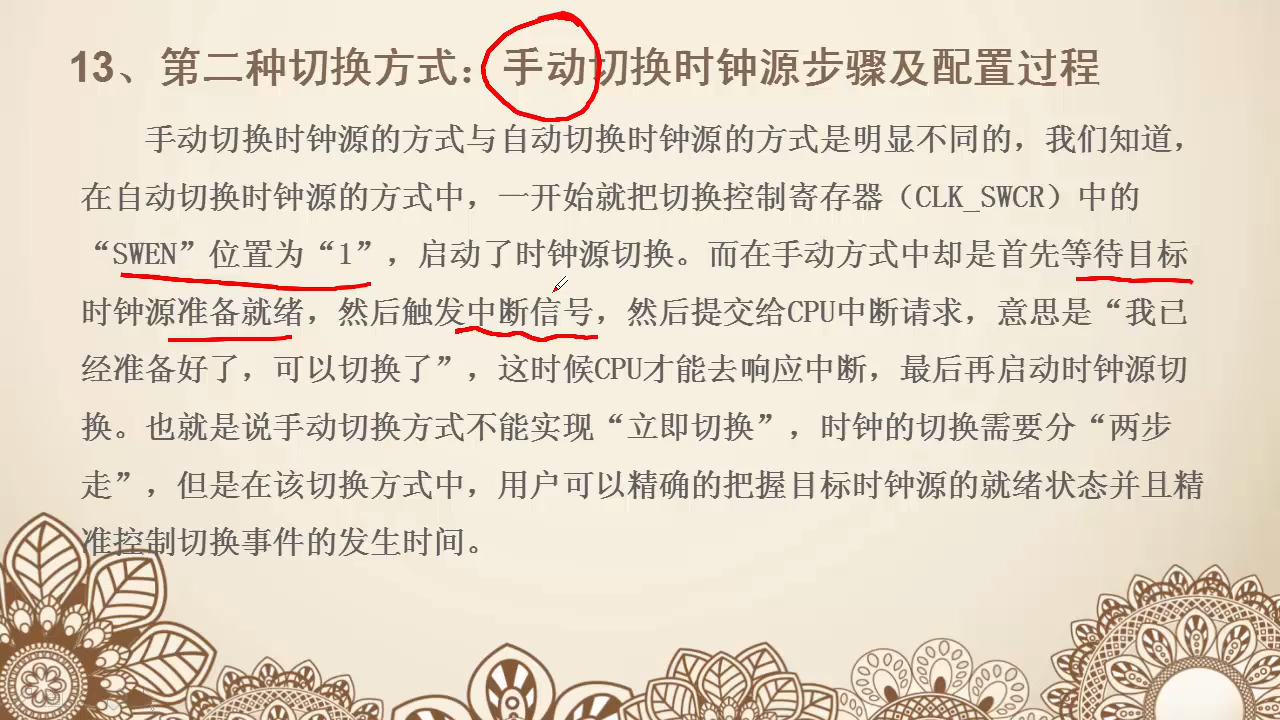 13、第二种切换方式：手动切换时钟源步骤及配置过程
手动切换时钟源的方式与自动切换时钟源的方式是明显不同的，我们知道，
在自动切换时钟源的方式中，一开始就把切换控制寄存器（CLK_SWCR）中的
“SWEN”位置为“1”，启动了时钟源切换。而在手动方式中却是首先等待目标
时钟源准备就绪，然后触发中断信号，然后提交给CPU中断请求，意思是“我已
经准备好了，可以切换了”，这时候CPU才能去响应中断，最后再启动时钟源切
换。也就是说手动切换方式不能实现“立即切换”，时钟的切换需要分“两步
走”，但是在该切换方式中，用户可以精确的把握目标时钟源的就绪状态并且精
准控制切换事件的发生时间。